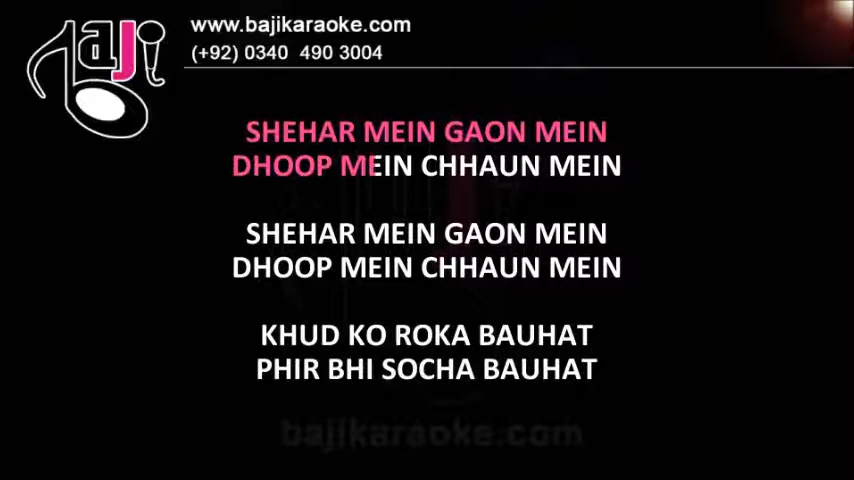 baji
www.bajikaraoke.com
(+92) 0340 490 3004
SHEHAR MEIN GAON MEIN
DHOOP MEIN CHHAUN MEIN
SHEHAR MEIN GAON MEIN
DHOOP MEIN CHHAUN MEIN
KHUD KO ROKA BAUHAT
PHIR BHI SOCHA BAUHAT
bajikaraoke.com